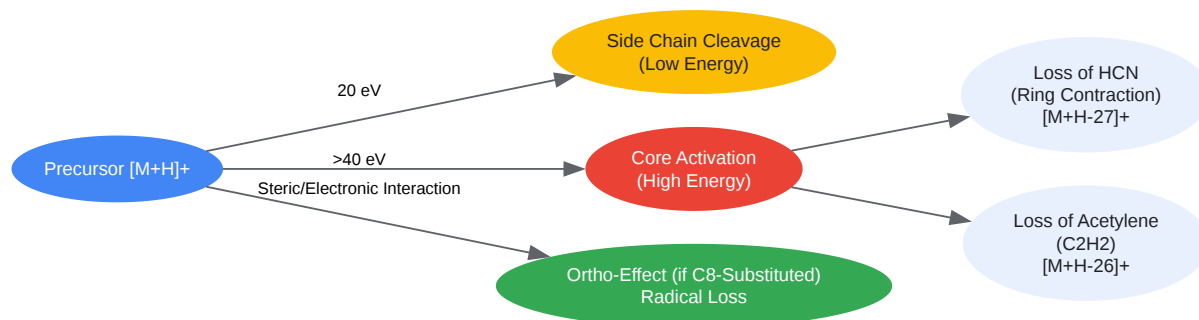 Precursor [M+H]+
20 eV
>40 eV
Steric/Electronic Interaction
Side Chain Cleavage
(Low Energy)
Core Activation
(High Energy)
Ortho-Effect (if C8-Substituted)
Radical Loss
Loss of HCN
(Ring Contraction)
[M+H-27]+
Loss of Acetylene
(C2H2)
[M+H-26]+